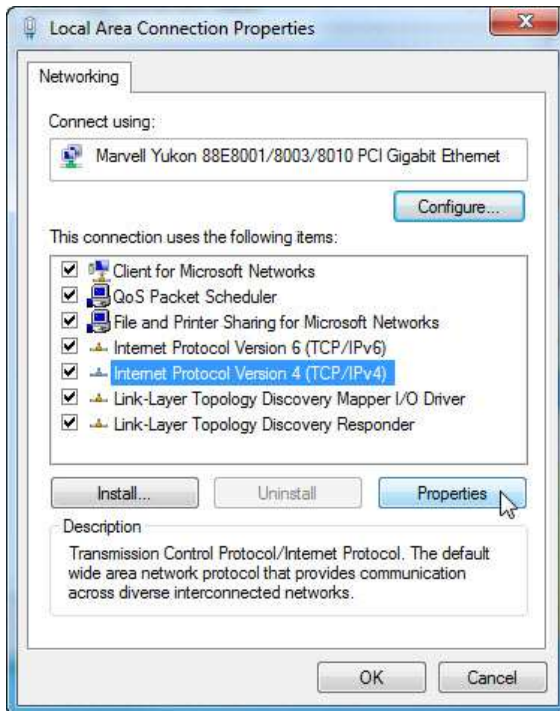 Local Area Connection Properties
Networking
Connect using:
Marvell Yukon 88E8001/8003/8010 PCI Gigabit Ethernet
Configure...
This connection uses the following items:
Client for Microsoft Networks
QoS Packet Scheduler
File and Printer Sharing for Microsoft Networks
Internet Protocol Version 6 (TCP/IPv6)
Internet Protocol Version 4 (TCP/IPv4)
Link-Layer Topology Discovery Mapper I/O Driver
Link-Layer Topology Discovery Responder
Install... Uninstall Properties
Description
Transmission Control Protocol/Internet Protocol. The default
wide area network protocol that provides communication
across diverse interconnected networks.
OK Cancel